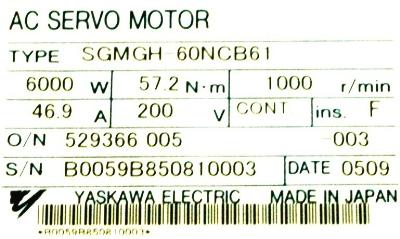 AC SERVO MOTOR
TYPE SGMGH-60NCB61
6000 W 57.2 N·m 1000 r/min
46.9 A 200 V CONT ins. F
O/N 529366 005 -003
S/N B0059B850810003 DATE 0509
YASKAWA ELECTRIC MADE IN JAPAN
*B0059B850810003*